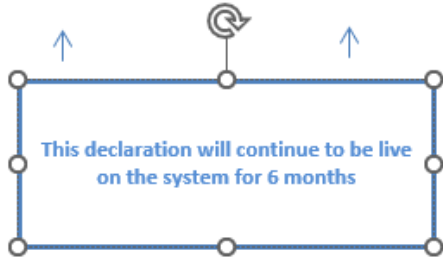 This declaration will continue to be live
on the system for 6 months